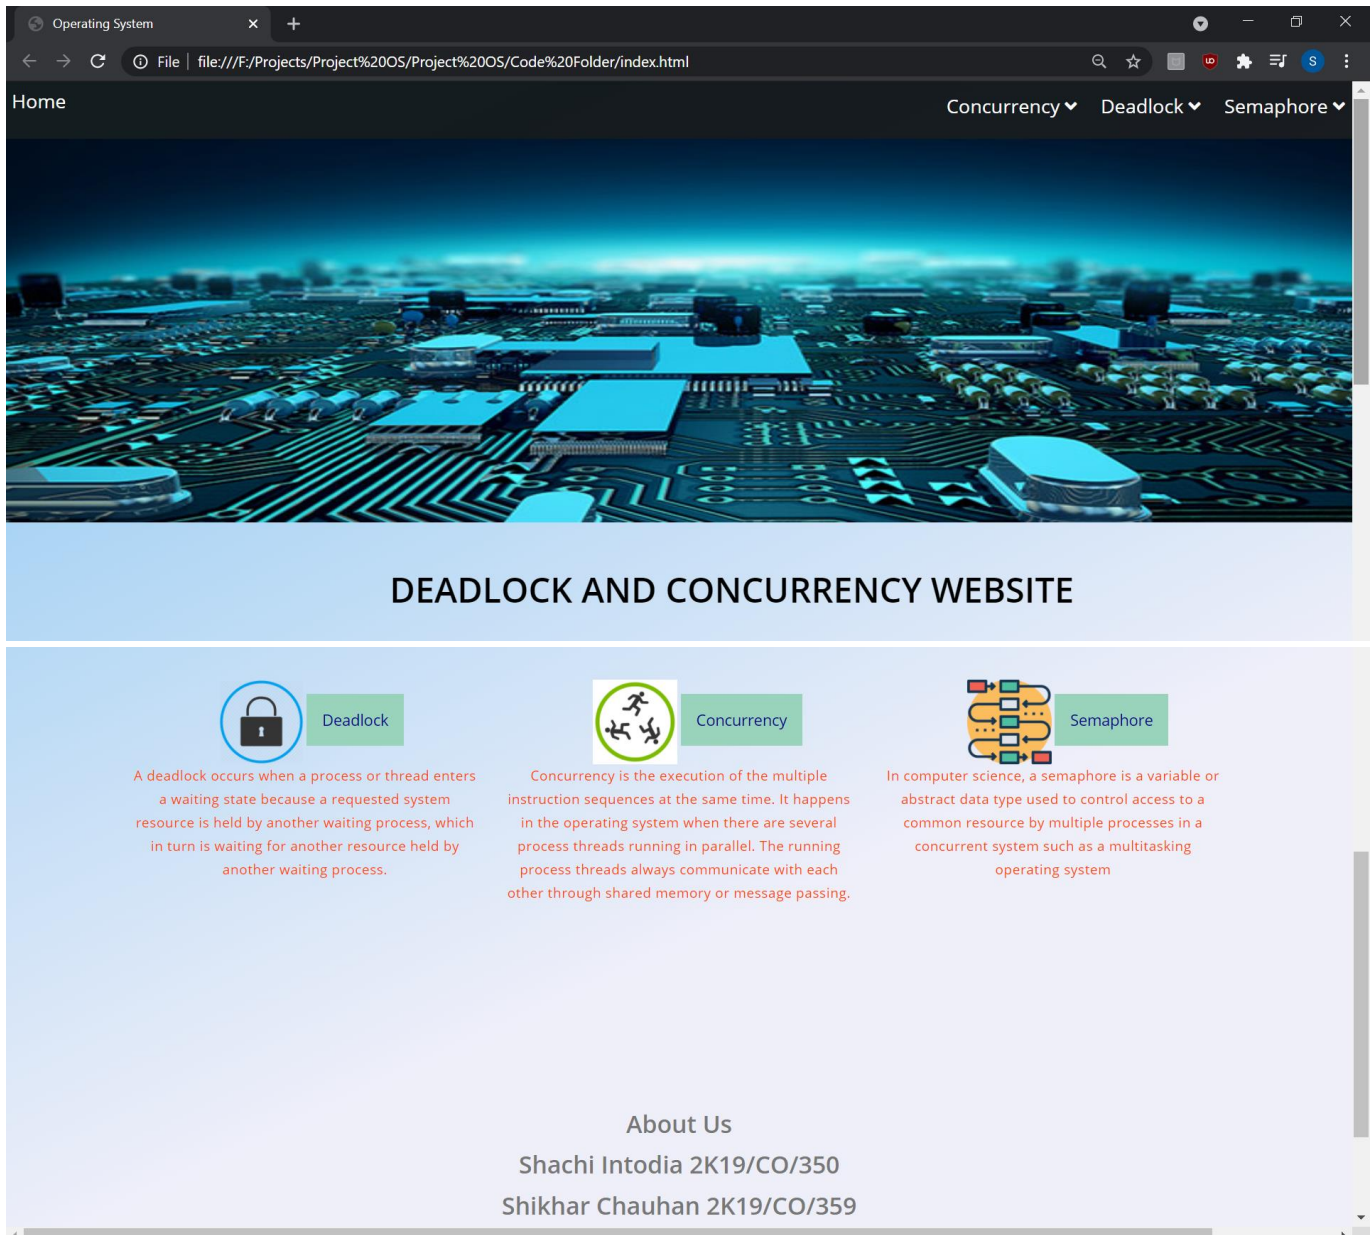 Operating System
File | file:///F:/Projects/Project%20OS/Project%20OS/Code%20Folder/index.html
S
Home
Concurrency
Deadlock
Semaphore
DEADLOCK AND CONCURRENCY WEBSITE
Deadlock
A deadlock occurs when a process or thread enters
a waiting state because a requested system
resource is held by another waiting process, which
in turn is waiting for another resource held by
another waiting process.
Concurrency
Concurrency is the execution of the multiple
instruction sequences at the same time. It happens
in the operating system when there are several
process threads running in parallel. The running
process threads always communicate with each
other through shared memory or message passing.
Semaphore
In computer science, a semaphore is a variable or
abstract data type used to control access to a
common resource by multiple processes in a
concurrent system such as a multitasking
operating system
About Us
Shachi Intodia 2K19/CO/350
Shikhar Chauhan 2K19/CO/359